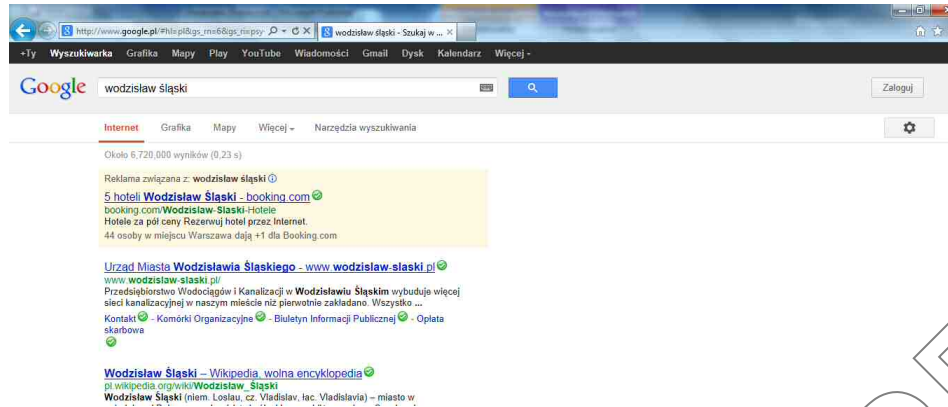 http://www.google.pl/#hl=pl&gs_rn=6&gs_ri=psy-
wodzisław śląski - Szukaj w ...
+Ty Wyszukiwarka Grafika Mapy Play YouTube Wiadomości Gmail Dysk Kalendarz Więcej
Google wodzisław śląski Zaloguj
Internet Grafika Mapy Więcej Narzędzia wyszukiwania
Około 6,720,000 wyników (0,23 s)
Reklama związana z: wodzisław śląski
5 hoteli Wodzisław Śląski - booking.com
booking.com/Wodzislaw-Slaski-Hotele
Hotele za pół ceny Rezerwuj hotel przez Internet.
44 osoby w miejscu Warszawa dają +1 dla Booking.com
Urząd Miasta Wodzisławia Śląskiego - www.wodzislaw-slaski.pl
www.wodzislaw-slaski.pl/
Przedsiębiorstwo Wodociągów i Kanalizacji w Wodzisławiu Śląskim wybuduje więcej
sieci kanalizacyjnej w naszym mieście niż pierwotnie zakładano. Wszystko ...
Kontakt - Komórki Organizacyjne - Biuletyn Informacji Publicznej - Opłata
skarbowa
Wodzisław Śląski – Wikipedia, wolna encyklopedia
pl.wikipedia.org/wiki/Wodzisław_Śląski
Wodzisław Śląski (niem. Loslau, cz. Vladislav, łac. Vladislavia) – miasto w